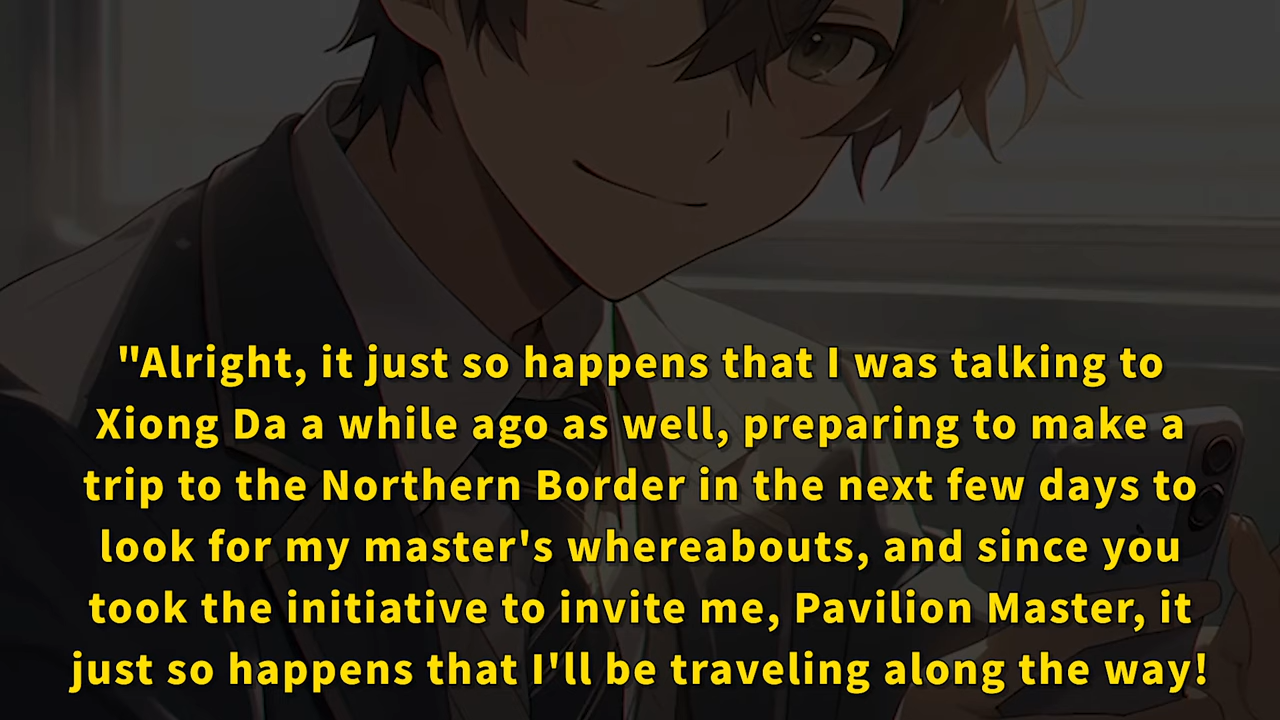 "Alright, it just so happens that I was talking to
Xiong Da a while ago as well, preparing to make a
trip to the Northern Border in the next few days to
look for my master's whereabouts, and since you
took the initiative to invite me, Pavilion Master, it
just so happens that I'll be traveling along the way!